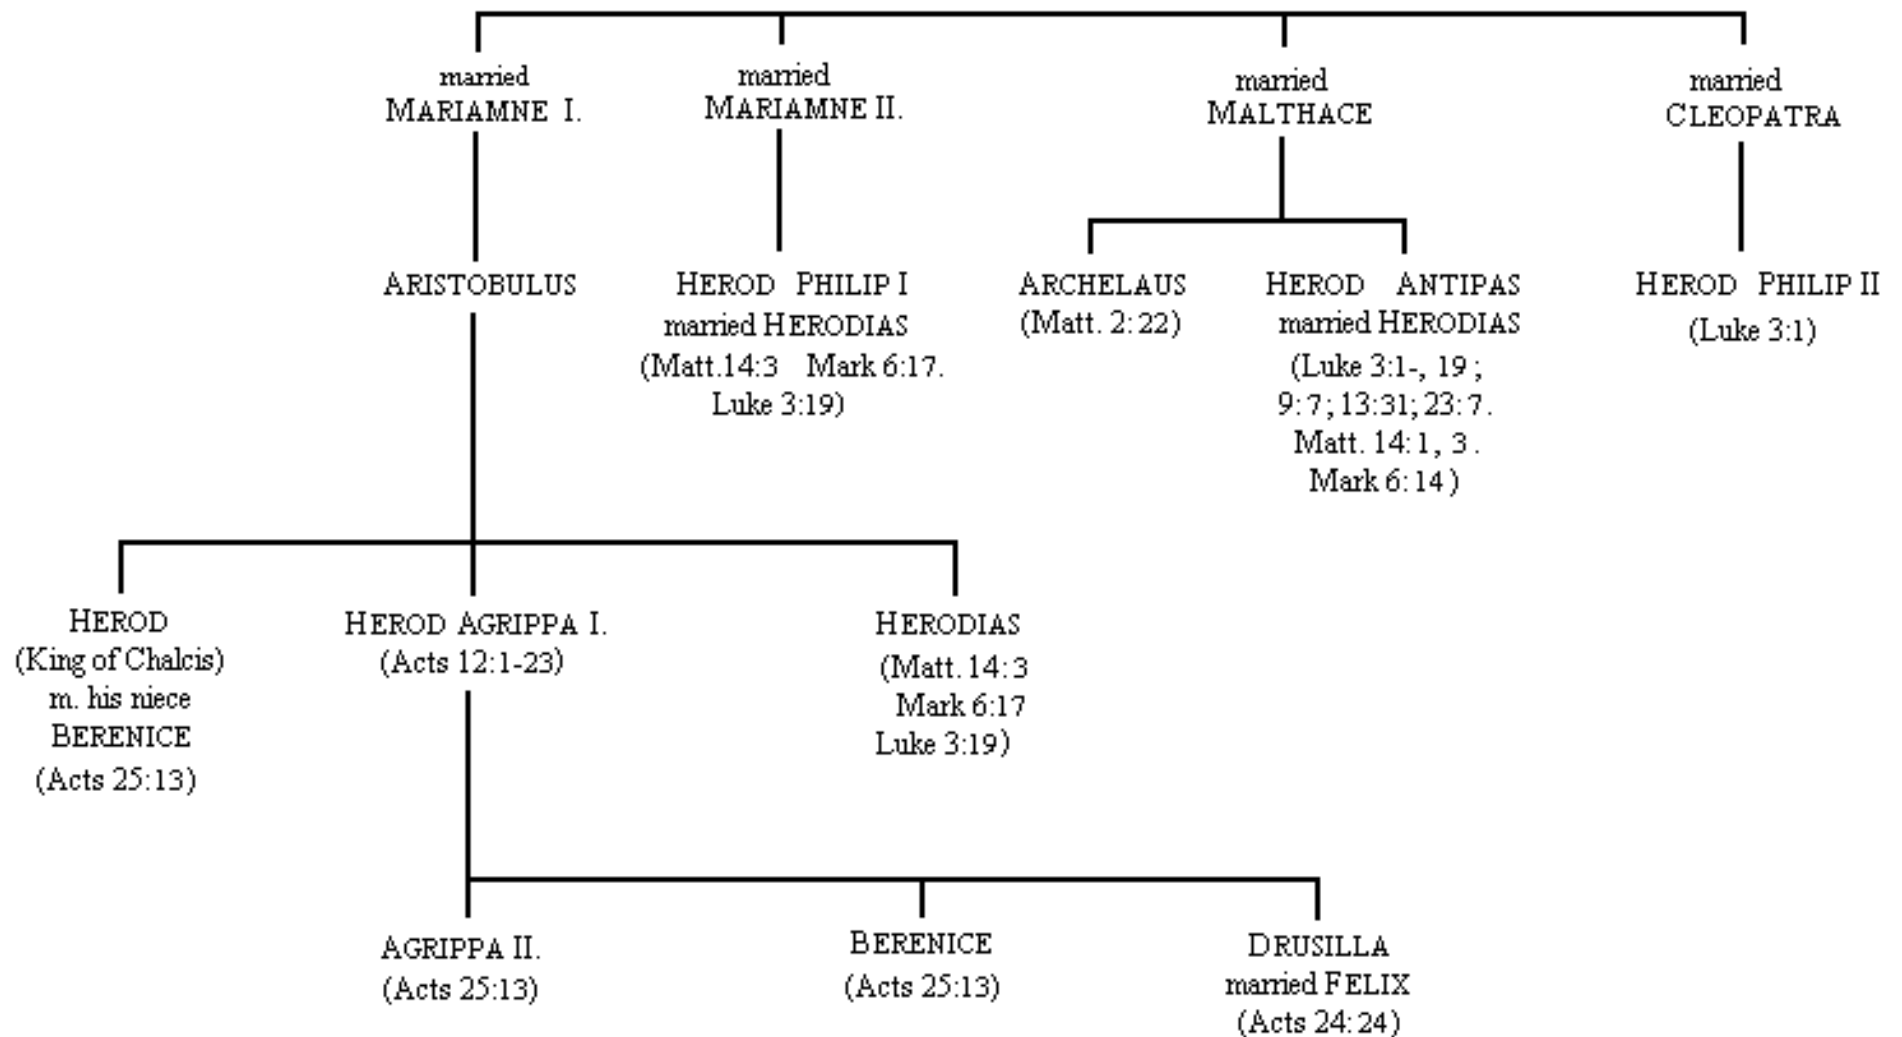 married
MARIAMNE I.
married
MARIAMNE II.
married
MALTHACE
married
CLEOPATRA
ARISTOBULUS
HEROD PHILIP I
married HERODIAS
(Matt.14:3 Mark 6:17.
Luke 3:19)
ARCHELAUS
(Matt. 2:22)
HEROD ANTIPAS
married HERODIAS
(Luke 3:1-, 19 ;
9:7; 13:31; 23:7.
Matt. 14:1, 3 .
Mark 6:14 )
HEROD PHILIP II
(Luke 3:1)
HEROD
(King of Chalcis)
m. his niece
BERENICE
(Acts 25:13)
HEROD AGRIPPA I.
(Acts 12:1-23)
HERODIAS
(Matt. 14:3
Mark 6:17
Luke 3:19)
AGRIPPA II.
(Acts 25:13)
BERENICE
(Acts 25:13)
DRUSILLA
married FELIX
(Acts 24:24)